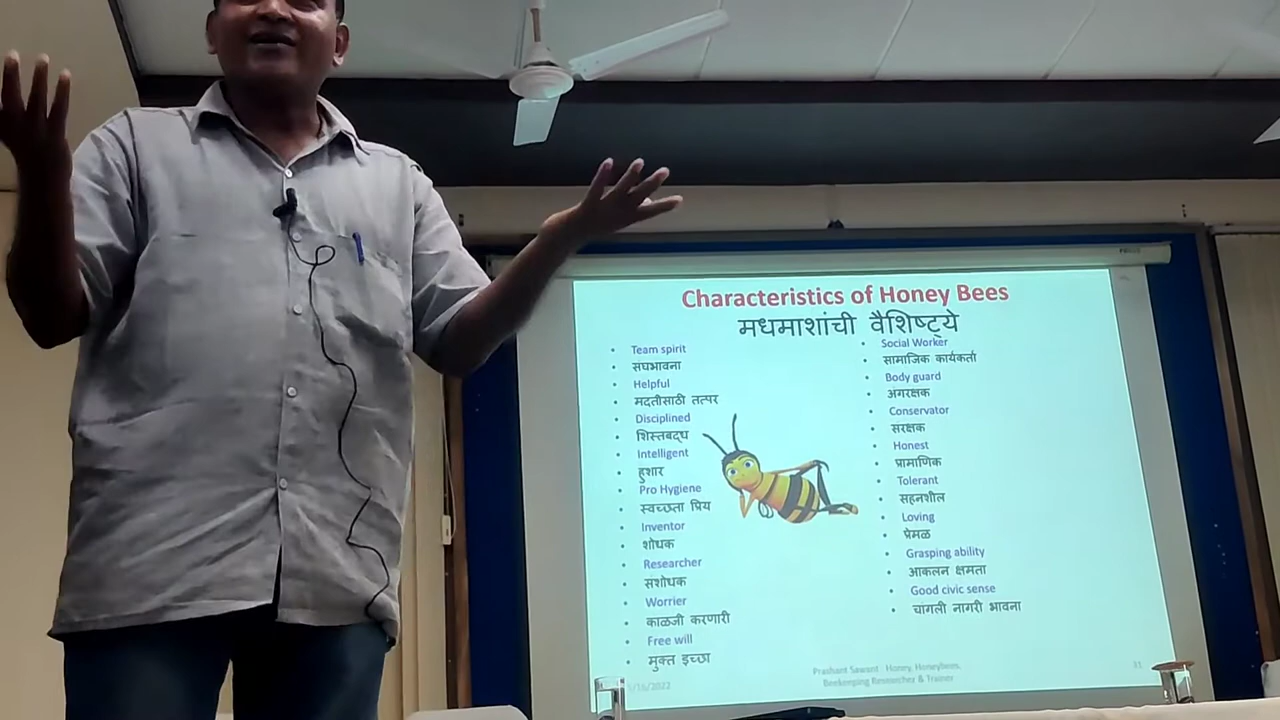 Characteristics of Honey Bees
मधमाशांची वैशिष्ट्ये
Team spirit
संघभावना
Helpful
मदतीसाठी तत्पर
Disciplined
शिस्तबद्ध
Intelligent
हुशार
Pro Hygiene
स्वच्छता प्रिय
Inventor
शोधक
Researcher
संशोधक
Worrier
काळजी करणारी
Free will
मुक्त इच्छा
Social Worker
सामाजिक कार्यकर्ता
Body guard
अंगरक्षक
Conservator
संरक्षक
Honest
प्रामाणिक
Tolerant
सहनशील
Loving
प्रेमळ
Grasping ability
आकलन क्षमता
Good civic sense
चांगली नागरी भावना
Prashant Sawant : Honey, Honeybees,
Beekeeping Researcher & Trainer